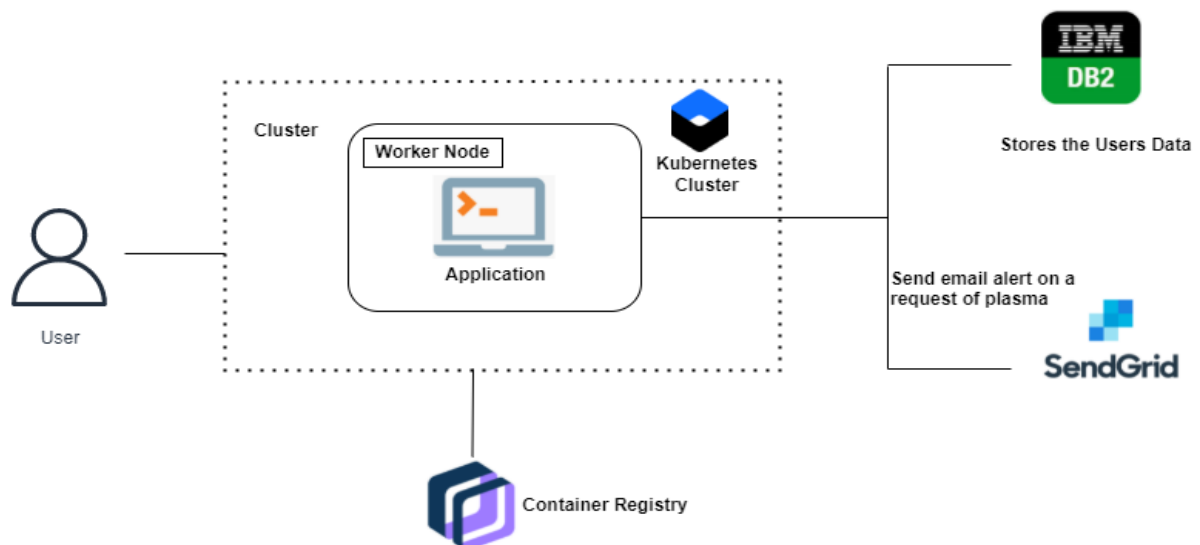 IBM
DB2
Stores the Users Data
Cluster
Worker Node
Kubernetes
Cluster
Application
User
Send email alert on a
request of plasma
SendGrid
Container Registry